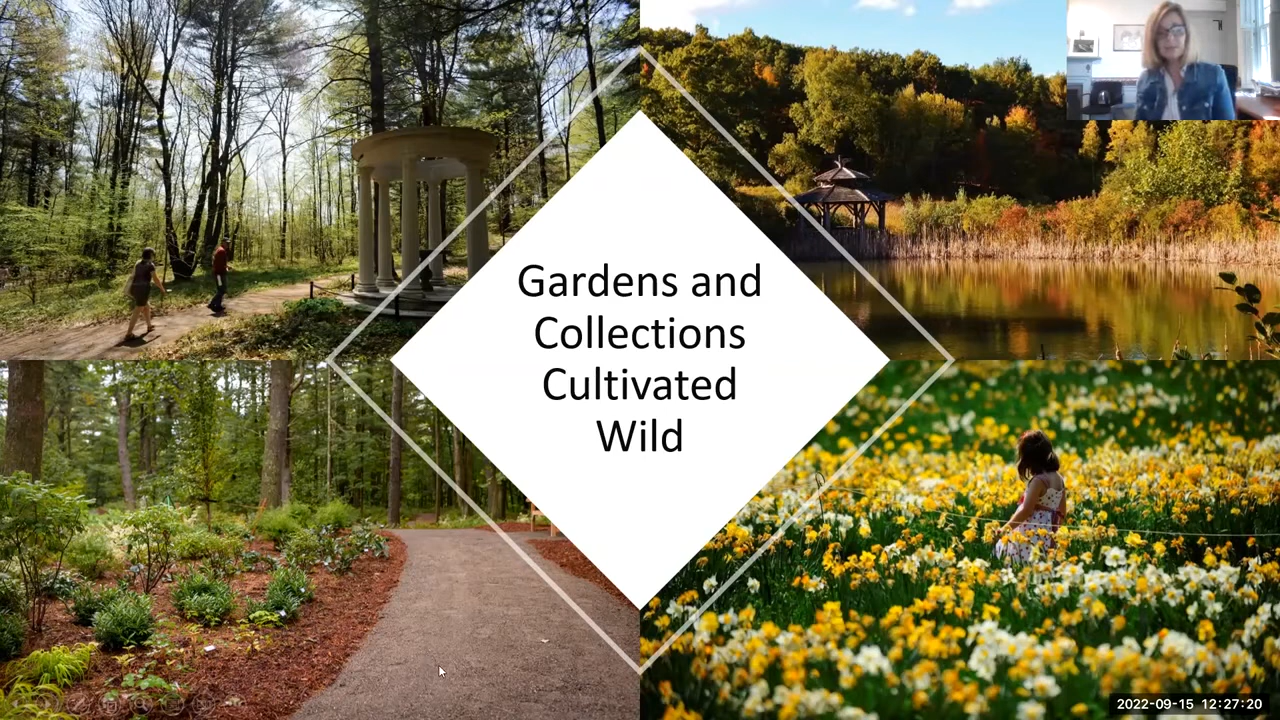 Gardens and
Collections
Cultivated
Wild
2022-09-15 12:27:20